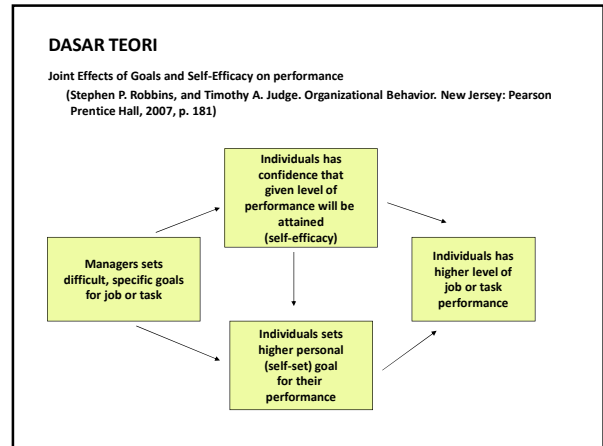 DASAR TEORI
Joint Effects of Goals and Self-Efficacy on performance
(Stephen P. Robbins, and Timothy A. Judge. Organizational Behavior. New Jersey: Pearson
Prentice Hall, 2007, p. 181)
Individuals has
confidence that
given level of
performance will be
attained
(self-efficacy)
Managers sets
difficult, specific goals
for job or task
Individuals has
higher level of
job or task
performance
Individuals sets
higher personal
(self-set) goal
for their
performance